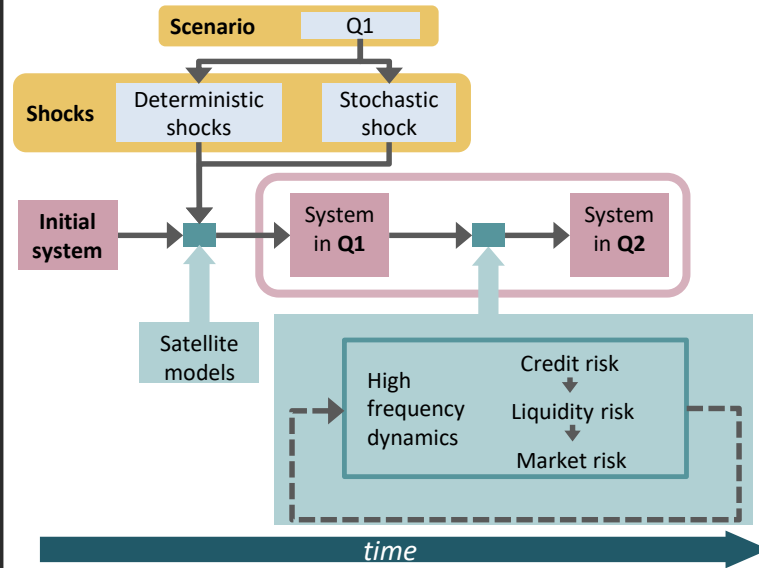 Scenario
Q1
Shocks
Deterministic
shocks
Stochastic
shock
Initial
system
System
in Q1
System
in Q2
Satellite
models
High
frequency
dynamics
Credit risk
Liquidity risk
Market risk
time